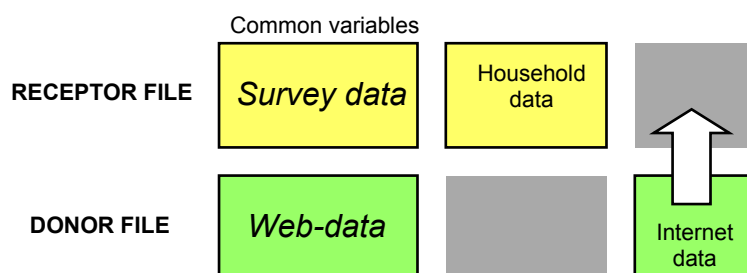 Common variables
RECEPTOR FILE
Survey data
Household
data
DONOR FILE
Web-data
Internet
data